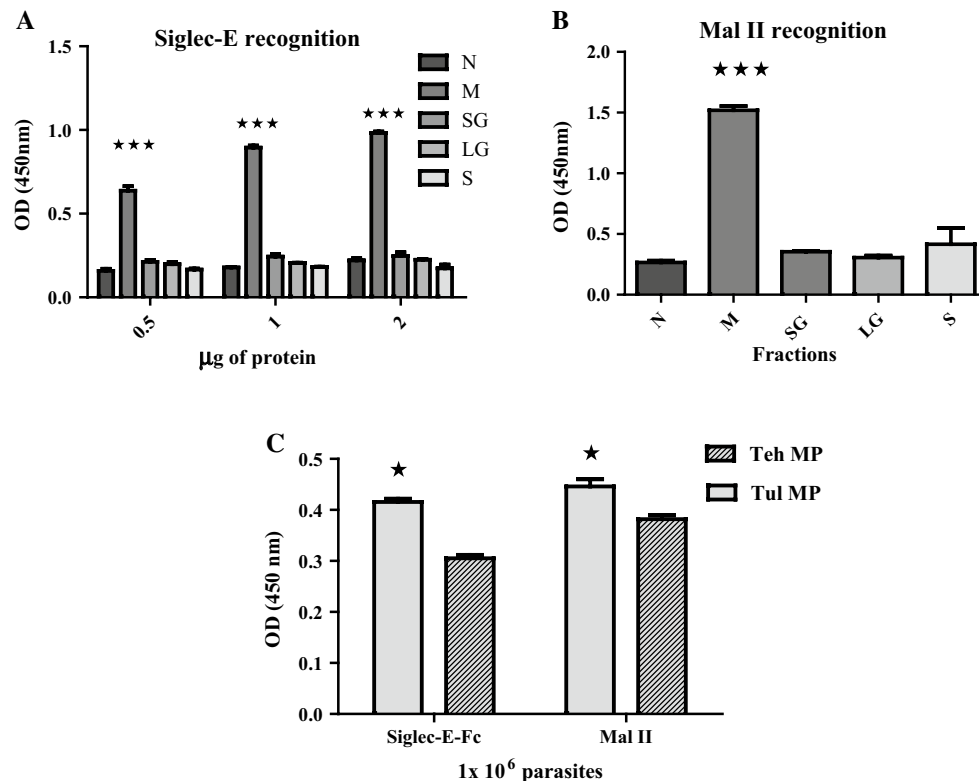 A
Siglec-E recognition
OD (450nm)
1.5
1.0
0.5
0.0
★★★
★★★
★★★
N
M
SG
LG
S
0.5
1
2
μg of protein
B
Mal II recognition
OD (450nm)
2.0
1.5
1.0
0.5
0.0
★★★
N
M
SG
LG
S
Fractions
C
OD (450 nm)
0.5
0.4
0.3
0.2
0.1
0.0
★
★
Teh MP
Tul MP
Siglec-E-Fc
Mal II
1x 10⁶ parasites